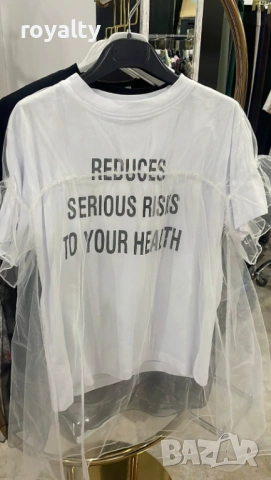 royalty
REDUCES
SERIOUS RISKS
TO YOUR HEALTH
BAZAR